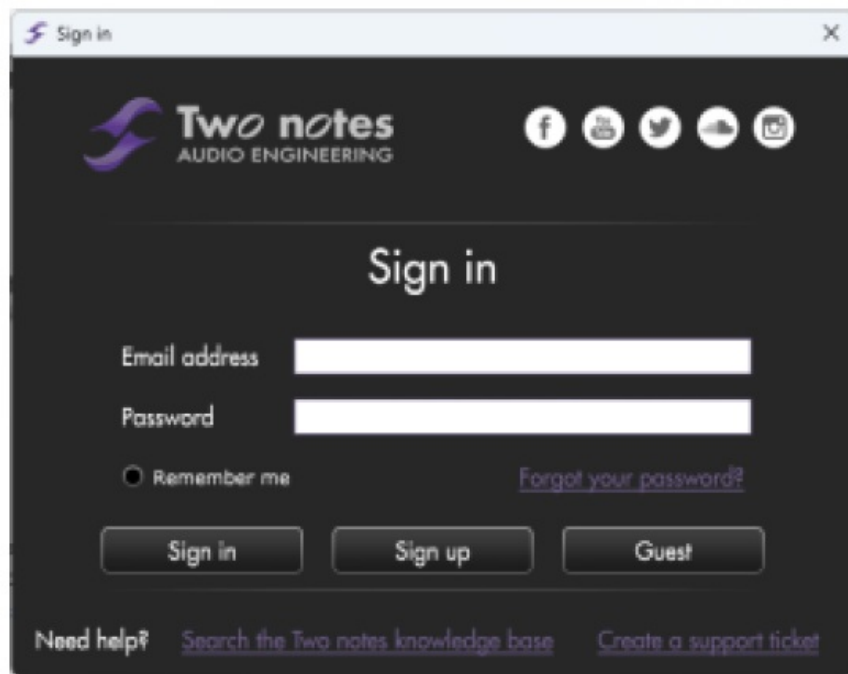 Sign in
Two notes
AUDIO ENGINEERING
Sign in
Email address
Password
Remember me
Forgot your password?
Sign in
Sign up
Guest
Need help?
Search the Two notes knowledge base
Create a support ticket